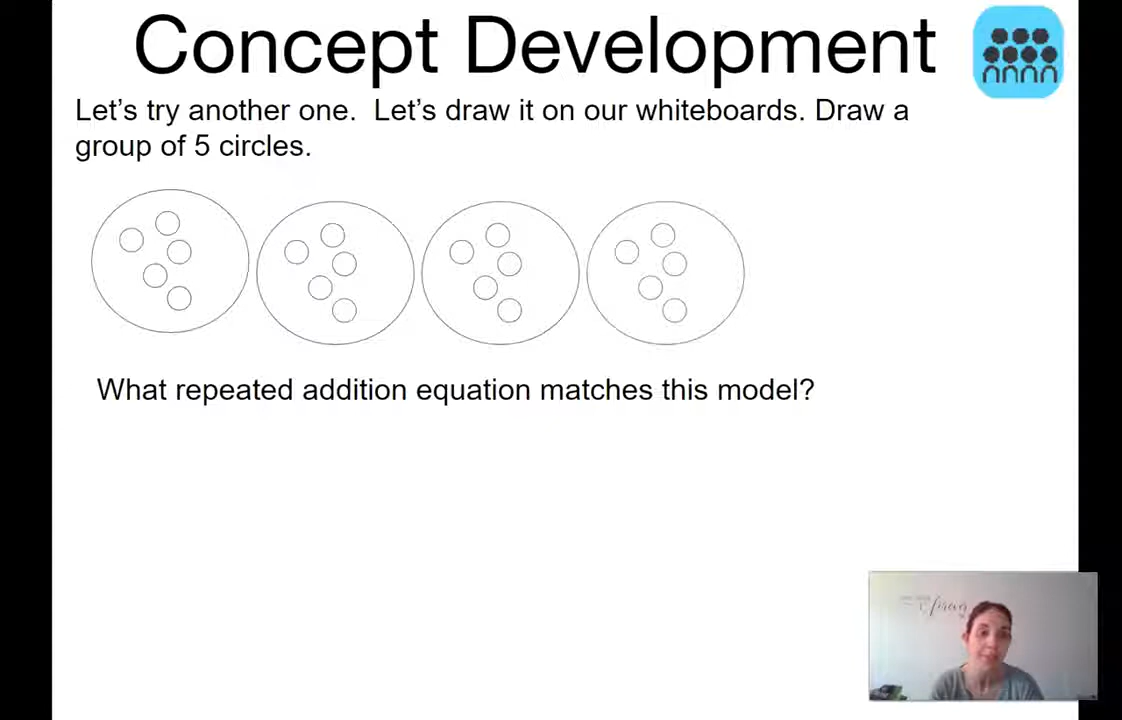 Concept Development
Let's try another one.  Let's draw it on our whiteboards. Draw a
group of 5 circles.
What repeated addition equation matches this model?